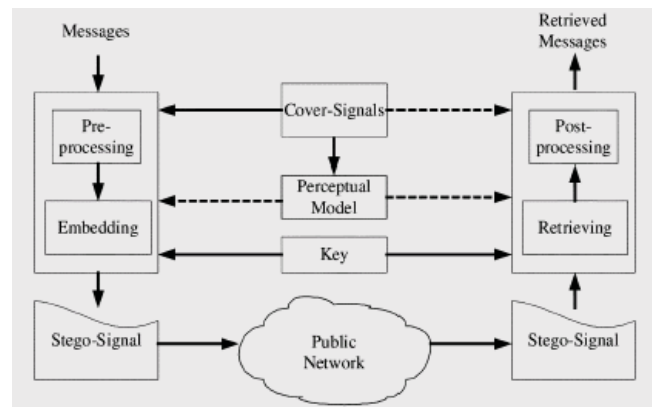 Messages
Retrieved
Messages
Pre-
processing
Embedding
Cover-Signals
Perceptual
Model
Key
Post-
processing
Retrieving
Stego-Signal
Public
Network
Stego-Signal